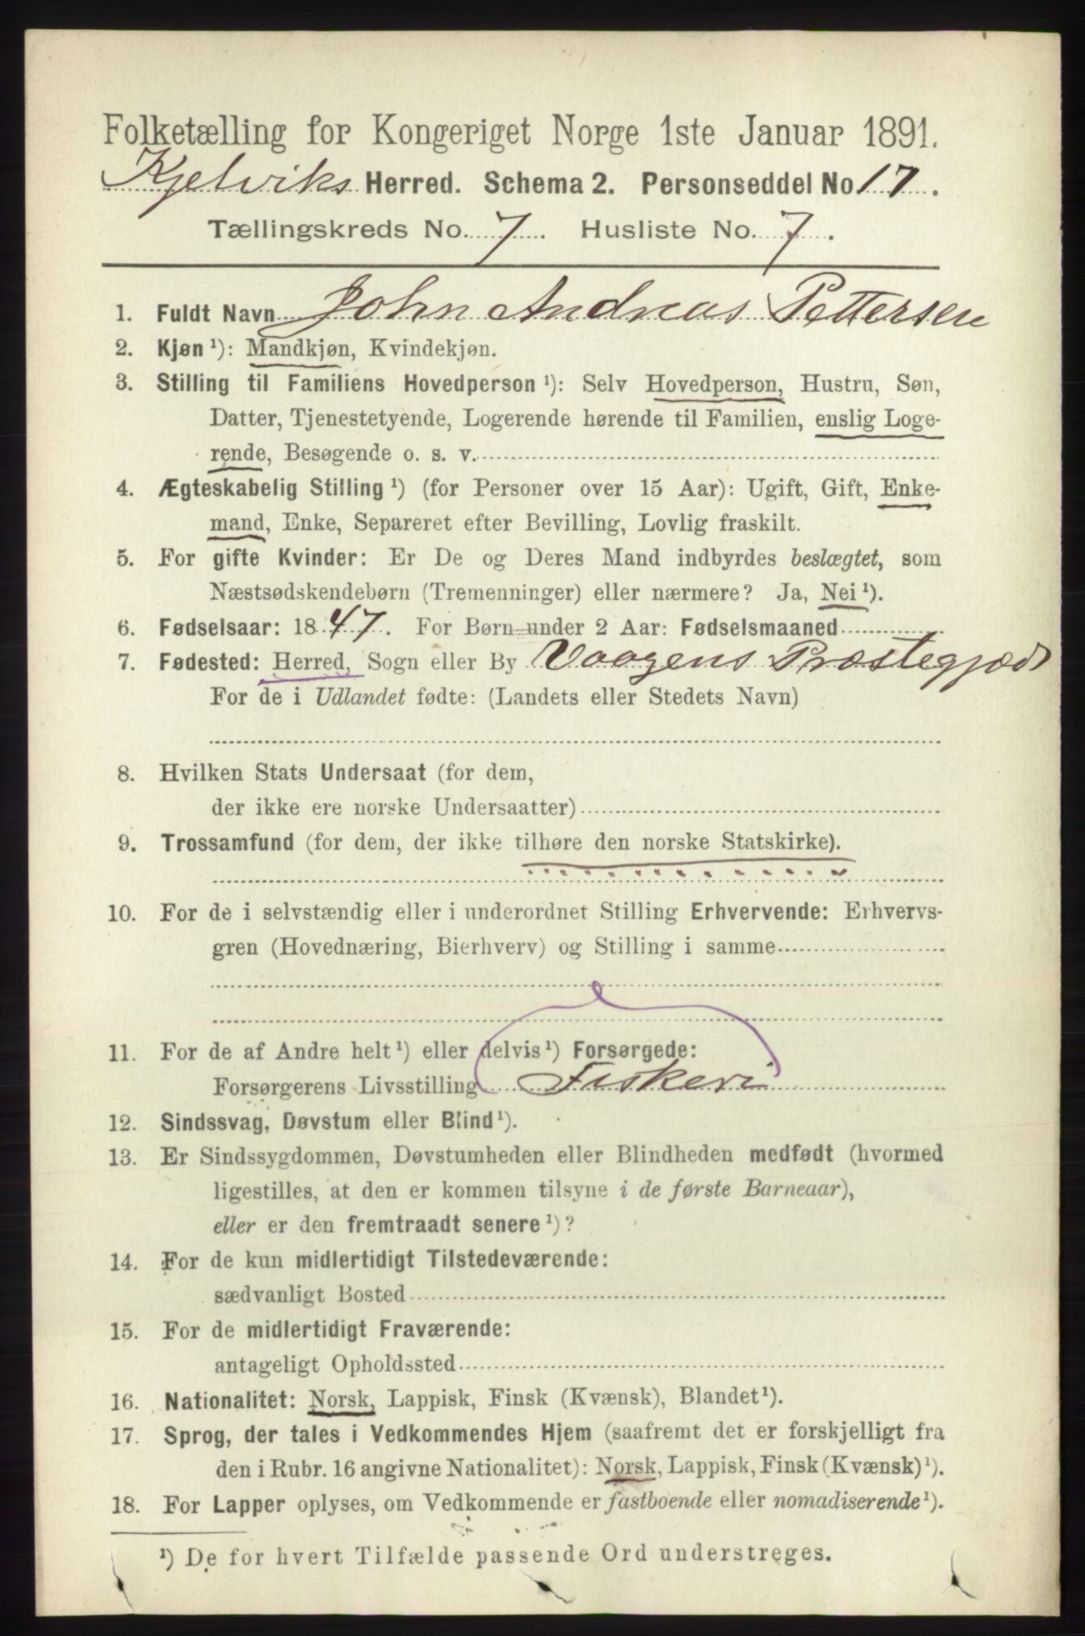 Folketælling for Kongeriget Norge 1ste Januar 1891.
Kjelviks Herred. Schema 2. Personseddel No 17.
Tællingskreds No. 7. Husliste No. 7.
1. Fuldt Navn John Andreas Pettersen
2. Kjøn ¹): Mandkjøn, Kvindekjøn.
3. Stilling til Familiens Hovedperson ¹): Selv Hovedperson, Hustru, Søn,
Datter, Tjenestetyende, Logerende hørende til Familien, enslig Loge-
rende, Besøgende o. s. v.
4. Ægteskabelig Stilling ¹) (for Personer over 15 Aar): Ugift, Gift, Enke-
mand, Enke, Separeret efter Bevilling, Lovlig fraskilt.
5. For gifte Kvinder: Er De og Deres Mand indbyrdes beslægtet, som
Næstsødskendebørn (Tremenninger) eller nærmere? Ja, Nei ¹).
6. Fødselsaar: 1847. For Børn under 2 Aar: Fødselsmaaned
7. Fødested: Herred, Sogn eller By Vaagens Præstegjæld
For de i Udlandet fødte: (Landets eller Stedets Navn)
8. Hvilken Stats Undersaat (for dem,
der ikke ere norske Undersaatter)
9. Trossamfund (for dem, der ikke tilhøre den norske Statskirke).
10. For de i selvstændig eller i underordnet Stilling Erhvervende: Erhvervs-
gren (Hovednæring, Bierhverv) og Stilling i samme
11. For de af Andre helt ¹) eller delvis ¹) Forsørgede:
Forsørgerens Livsstilling Fiskeri
12. Sindssvag, Døvstum eller Blind ¹).
13. Er Sindssygdommen, Døvstumheden eller Blindheden medfødt (hvormed
ligestilles, at den er kommen tilsyne i de første Barneaar),
eller er den fremtraadt senere ¹)?
14. For de kun midlertidigt Tilstedeværende:
sædvanligt Bosted
15. For de midlertidigt Fraværende:
antageligt Opholdssted
16. Nationalitet: Norsk, Lappisk, Finsk (Kvænsk), Blandet ¹).
17. Sprog, der tales i Vedkommendes Hjem (saafremt det er forskjelligt fra
den i Rubr. 16 angivne Nationalitet): Norsk, Lappisk, Finsk (Kvænsk) ¹).
18. For Lapper oplyses, om Vedkommende er fastboende eller nomadiserende ¹).
¹) De for hvert Tilfælde passende Ord understreges.